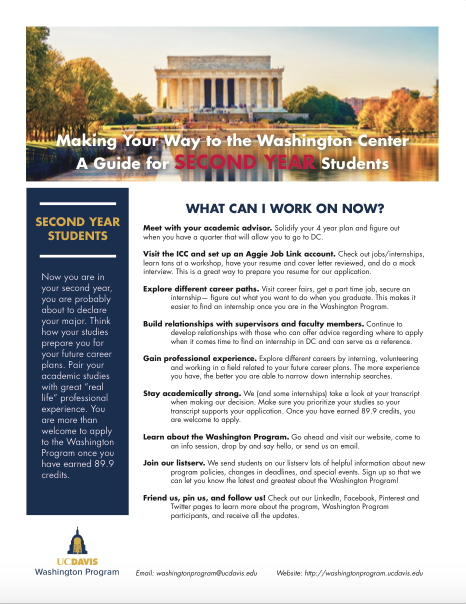 Making Your Way to the Washington Center
A Guide for SECOND YEAR Students
SECOND YEAR
STUDENTS
Now you are in
your second year,
you are probably
about to declare
your major. Think
how your studies
prepare you for
your future career
plans. Pair your
academic studies
with great "real
life" professional
experience. You
are more than
welcome to apply
to the Washington
Program once you
have earned 89.9
credits.
WHAT CAN I WORK ON NOW?
Meet with your academic advisor. Solidify your 4 year plan and figure out
when you have a quarter that will allow you to go to DC.
Visit the ICC and set up an Aggie Job Link account. Check out jobs/internships,
learn tons at a workshop, have your resume and cover letter reviewed, and do a mock
interview. This is a great way to prepare you resume for our application.
Explore different career paths. Visit career fairs, get a part time job, secure an
internship— figure out what you want to do when you graduate. This makes it
easier to find an internship once you are in the Washington Program.
Build relationships with supervisors and faculty members. Continue to
develop relationships with those who can offer advice regarding where to apply
when it comes time to find an internship in DC and can serve as a reference.
Gain professional experience. Explore different careers by interning, volunteering
and working in a field related to your future career plans. The more experience
you have, the better you are able to narrow down internship searches.
Stay academically strong. We (and some internships) take a look at your transcript
when making our decision. Make sure you prioritize your studies so your
transcript supports your application. Once you have earned 89.9 credits, you
are welcome to apply.
Learn about the Washington Program. Go ahead and visit our website, come to
an info session, drop by and say hello, or send us an email.
Join our listserv. We send students on our listserv lots of helpful information about new
program policies, changes in deadlines, and special events. Sign up so that we
can let you know the latest and greatest about the Washington Program!
Friend us, pin us, and follow us! Check out our LinkedIn, Facebook, Pinterest and
Twitter pages to learn more about the program, Washington Program
participants, and receive all the updates.
UCDAVIS
Washington Program
Email: washingtonprogram@ucdavis.edu Website: http://washingtonprogram.ucdavis.edu